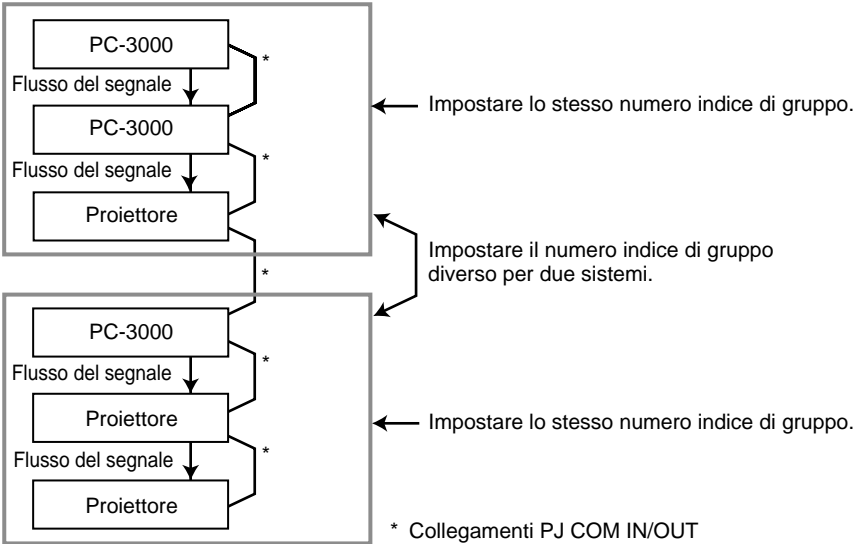 PC-3000
*
Flusso del segnale
Impostare lo stesso numero indice di gruppo.
PC-3000
*
Flusso del segnale
Proiettore
Impostare il numero indice di gruppo
diverso per due sistemi.
*
PC-3000
*
Flusso del segnale
Proiettore
Impostare lo stesso numero indice di gruppo.
*
Flusso del segnale
Proiettore
* Collegamenti PJ COM IN/OUT